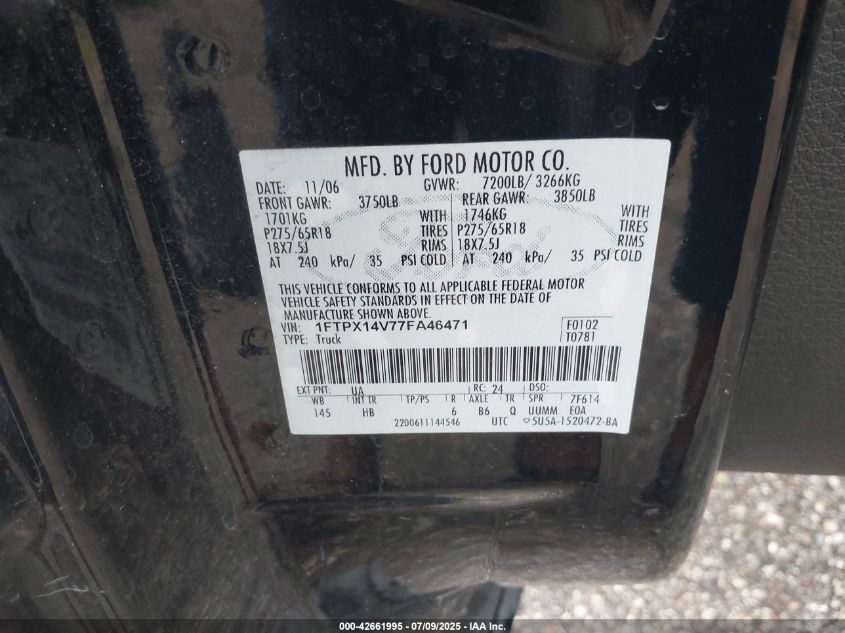 MFD. BY FORD MOTOR CO.
DATE: 11/06 GVWR: 7200LB/ 3266KG
FRONT GAWR: 3750LB REAR GAWR: 3850LB
1701KG WITH 1746KG WITH
P275/65R18 TIRES P275/65R18 TIRES
18X7.5J RIMS 18X7.5J RIMS
AT 240 kPa/ 35 PSI COLD AT 240 kPa/ 35 PSI COLD
THIS VEHICLE CONFORMS TO ALL APPLICABLE FEDERAL MOTOR
VEHICLE SAFETY STANDARDS IN EFFECT ON THE DATE OF
MANUFACTURE SHOWN ABOVE.
VIN: 1FTPX14V77FA46471 F0102
TYPE: Truck T0781
EXT PNT: UA RC: 24 DSO:
WB INT TR TP/PS R AXLE TR SPR 7F614
145 HB 6 B6 Q UUMM E0A
2200611144546 UTC 5U5A-1520472-BA
000-42661995 - 07/09/2025 - IAA Inc.